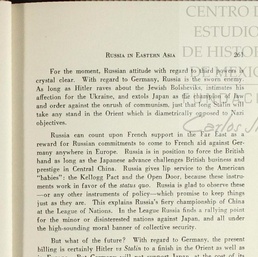 CENTRO D
ESTUDIO
DE HISTO
RUSSIA IN EASTERN ASIA 263
For the moment, Russian attitude with regard to third powers is
crystal clear. With regard to Germany, Russia is the sworn enemy.
As long as Hitler raves about the Jewish Bolsheviks, intimates his
affection for the Ukraine, and extols Japan as the champion of law
and order against the onrush of communism, just that long Stalin will
take any stand in the Orient which is diametrically opposed to Nazi
objectives.
Russia can count upon French support in the Far East as a
reward for Russian commitments to come to French aid against Ger-
many anywhere in Europe. Russia is in position to force the British
hand as long as the Japanese advance challenges British business and
prestige in Central China. Russia gives lip service to the American
"babies": the Kellogg Pact and the Open Door, because these instru-
ments work in favor of the status quo. Russia is glad to observe these
—or any other instruments of policy—which promise to keep things
just as they are. This explains Russia's fiery championship of China
at the League of Nations. In the League Russia finds a rallying point
for the minor or disinterested nations against Japan, and all under
the high-sounding moral banner of collective security.
But what of the future? With regard to Germany, the present
billing is certainly Hitler vs Stalin to a finish in the Orient as well as